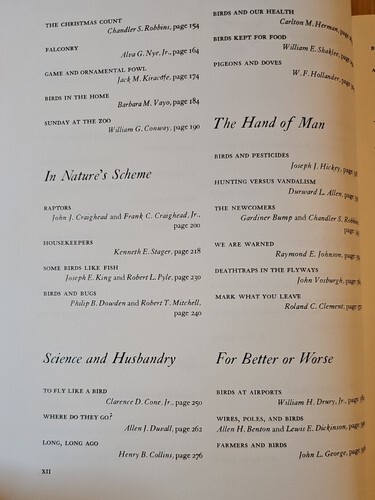 THE CHRISTMAS COUNT
Chandler S. Robbins, page 154
FALCONRY
Alva G. Nye, Jr., page 164
GAME AND ORNAMENTAL FOWL
Jack M. Kiracoffe, page 174
BIRDS IN THE HOME
Barbara M. Vayo, page 184
SUNDAY AT THE ZOO
William G. Conway, page 190
In Nature's Scheme
RAPTORS
John J. Craighead and Frank C. Craighead, Jr.,
page 200
HOUSEKEEPERS
Kenneth E. Stager, page 218
SOME BIRDS LIKE FISH
Joseph E. King and Robert L. Pyle, page 230
BIRDS AND BUGS
Philip B. Dowden and Robert T. Mitchell,
page 240
Science and Husbandry
TO FLY LIKE A BIRD
Clarence D. Cone, Jr., page 250
WHERE DO THEY GO?
Allen J. Duvall, page 262
LONG, LONG AGO
Henry B. Collins, page 276
XII
BIRDS AND OUR HEALTH
Carlton M. Herman,
BIRDS KEPT FOR FOOD
William E. Shaklee,
PIGEONS AND DOVES
W. F. Hollander,
The Hand of Man
BIRDS AND PESTICIDES
Joseph J. Hickey, page
HUNTING VERSUS VANDALISM
Durward L. Allen,
THE NEWCOMERS
Gardiner Bump and Chandler S. Robbins,
page
WE ARE WARNED
Raymond E. Johnson, page
DEATHTRAPS IN THE FLYWAYS
John Vosburgh, page
MARK WHAT YOU LEAVE
Roland C. Clement, page
For Better or Worse
BIRDS AT AIRPORTS
William H. Drury, Jr., page
WIRES, POLES, AND BIRDS
Allen H. Benton and Lewis E. Dickinson, page
FARMERS AND BIRDS
John L. George, page